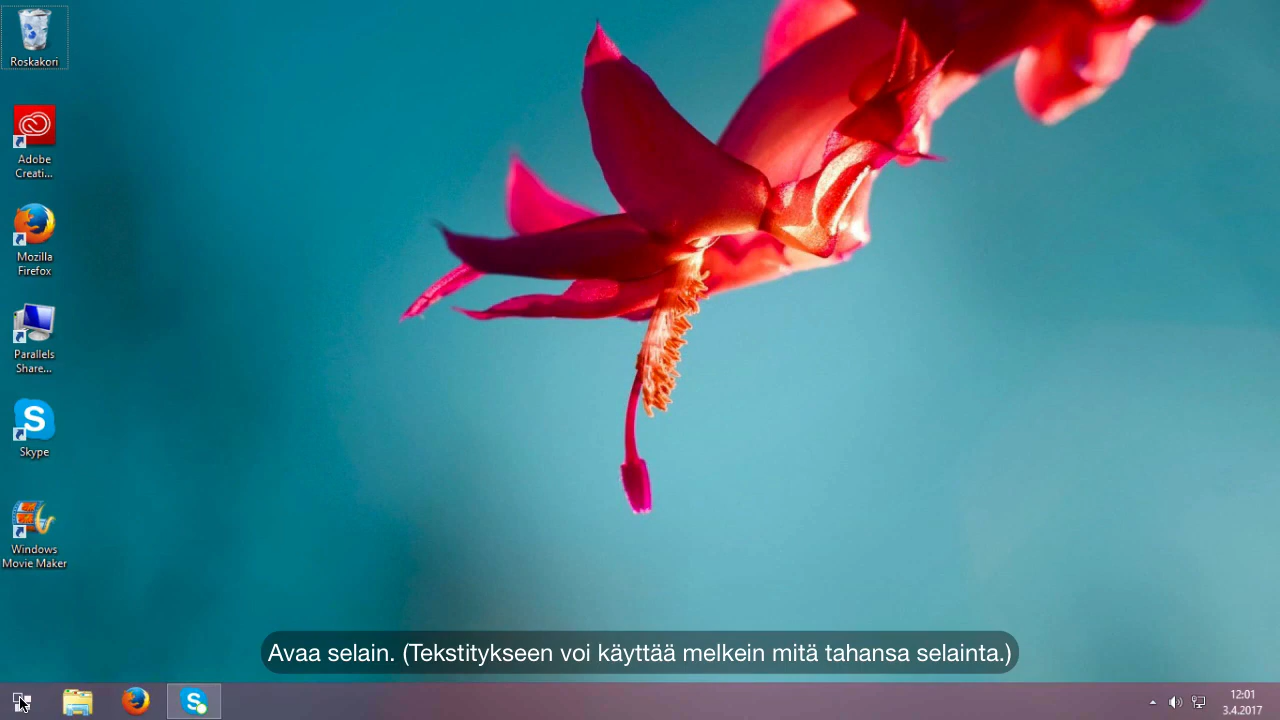 Roskakori
Adobe
Creati...
Mozilla
Firefox
Parallels
Share...
Skype
Windows
Movie Maker
Avaa selain. (Tekstitykseen voi käyttää melkein mitä tahansa selainta.)
12:01
3.4.2017